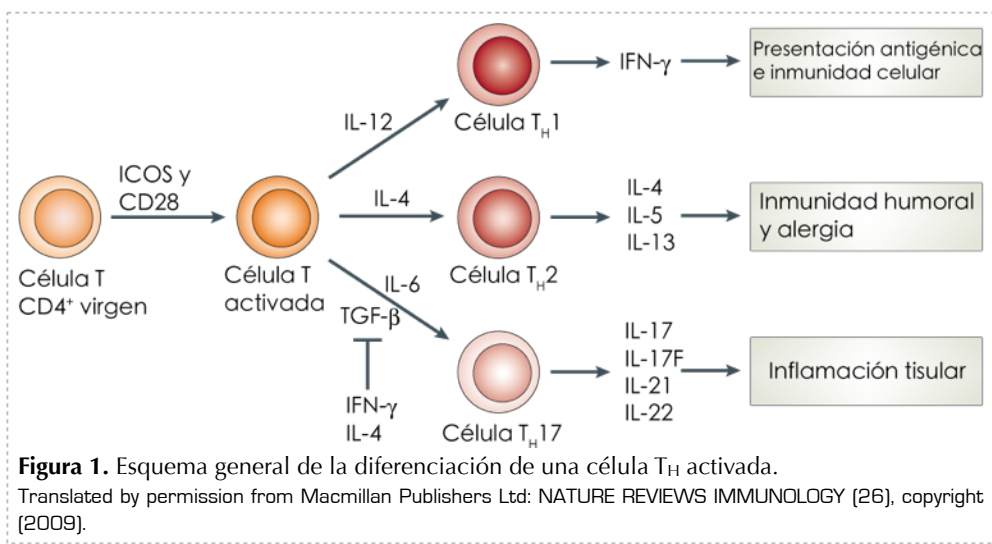 Presentación antigénica
e inmunidad celular
IFN-γ
IL-12
Célula TH1
ICOS y
CD28
IL-4
IL-4
IL-5
IL-13
Inmunidad humoral
y alergia
Célula T
CD4+ virgen
Célula T
activada
Célula TH2
IL-6
TGF-β
IL-17
IL-17F
IL-21
IL-22
Inflamación tisular
IFN-γ
IL-4
Célula TH17
Figura 1. Esquema general de la diferenciación de una célula TH activada.
Translated by permission from Macmillan Publishers Ltd: NATURE REVIEWS IMMUNOLOGY (26), copyright
(2009).